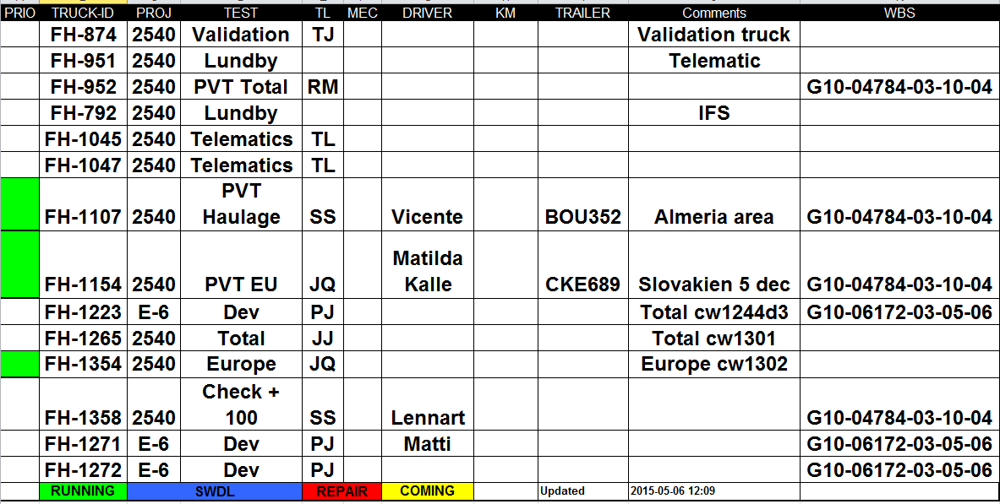 PRIO TRUCK-ID PROJ TEST TL MEC DRIVER KM TRAILER Comments WBS
FH-874 2540 Validation TJ Validation truck
FH-951 2540 Lundby Telematic
FH-952 2540 PVT Total RM G10-04784-03-10-04
FH-792 2540 Lundby IFS
FH-1045 2540 Telematics TL
FH-1047 2540 Telematics TL
PVT
FH-1107 2540 Haulage SS Vicente BOU352 Almeria area G10-04784-03-10-04
Matilda
FH-1154 2540 PVT EU JQ Kalle CKE689 Slovakien 5 dec G10-04784-03-10-04
FH-1223 E-6 Dev PJ Total cw1244d3 G10-06172-03-05-06
FH-1265 2540 Total JJ Total cw1301
FH-1354 2540 Europe JQ Europe cw1302
Check +
FH-1358 2540 100 SS Lennart G10-04784-03-10-04
FH-1271 E-6 Dev PJ Matti G10-06172-03-05-06
FH-1272 E-6 Dev PJ G10-06172-03-05-06
RUNNING SWDL REPAIR COMING Updated 2015-05-06 12:09